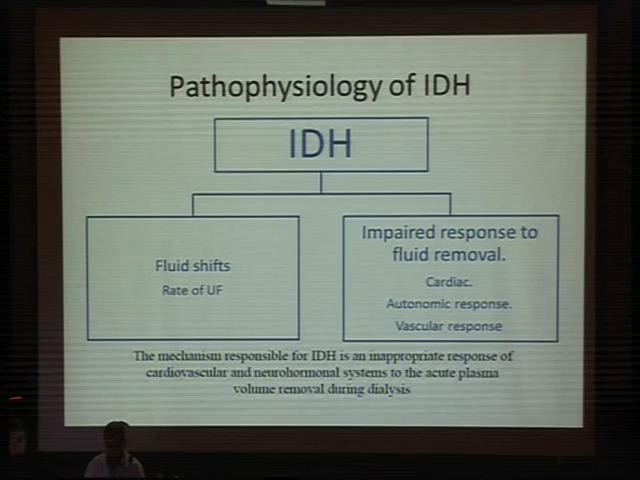 Pathophysiology of IDH
IDH
Fluid shifts
Rate of UF
Impaired response to
fluid removal.
Cardiac.
Autonomic response.
Vascular response
The mechanism responsible for IDH is an inappropriate response of
cardiovascular and neurohormonal systems to the acute plasma
volume removal during dialysis